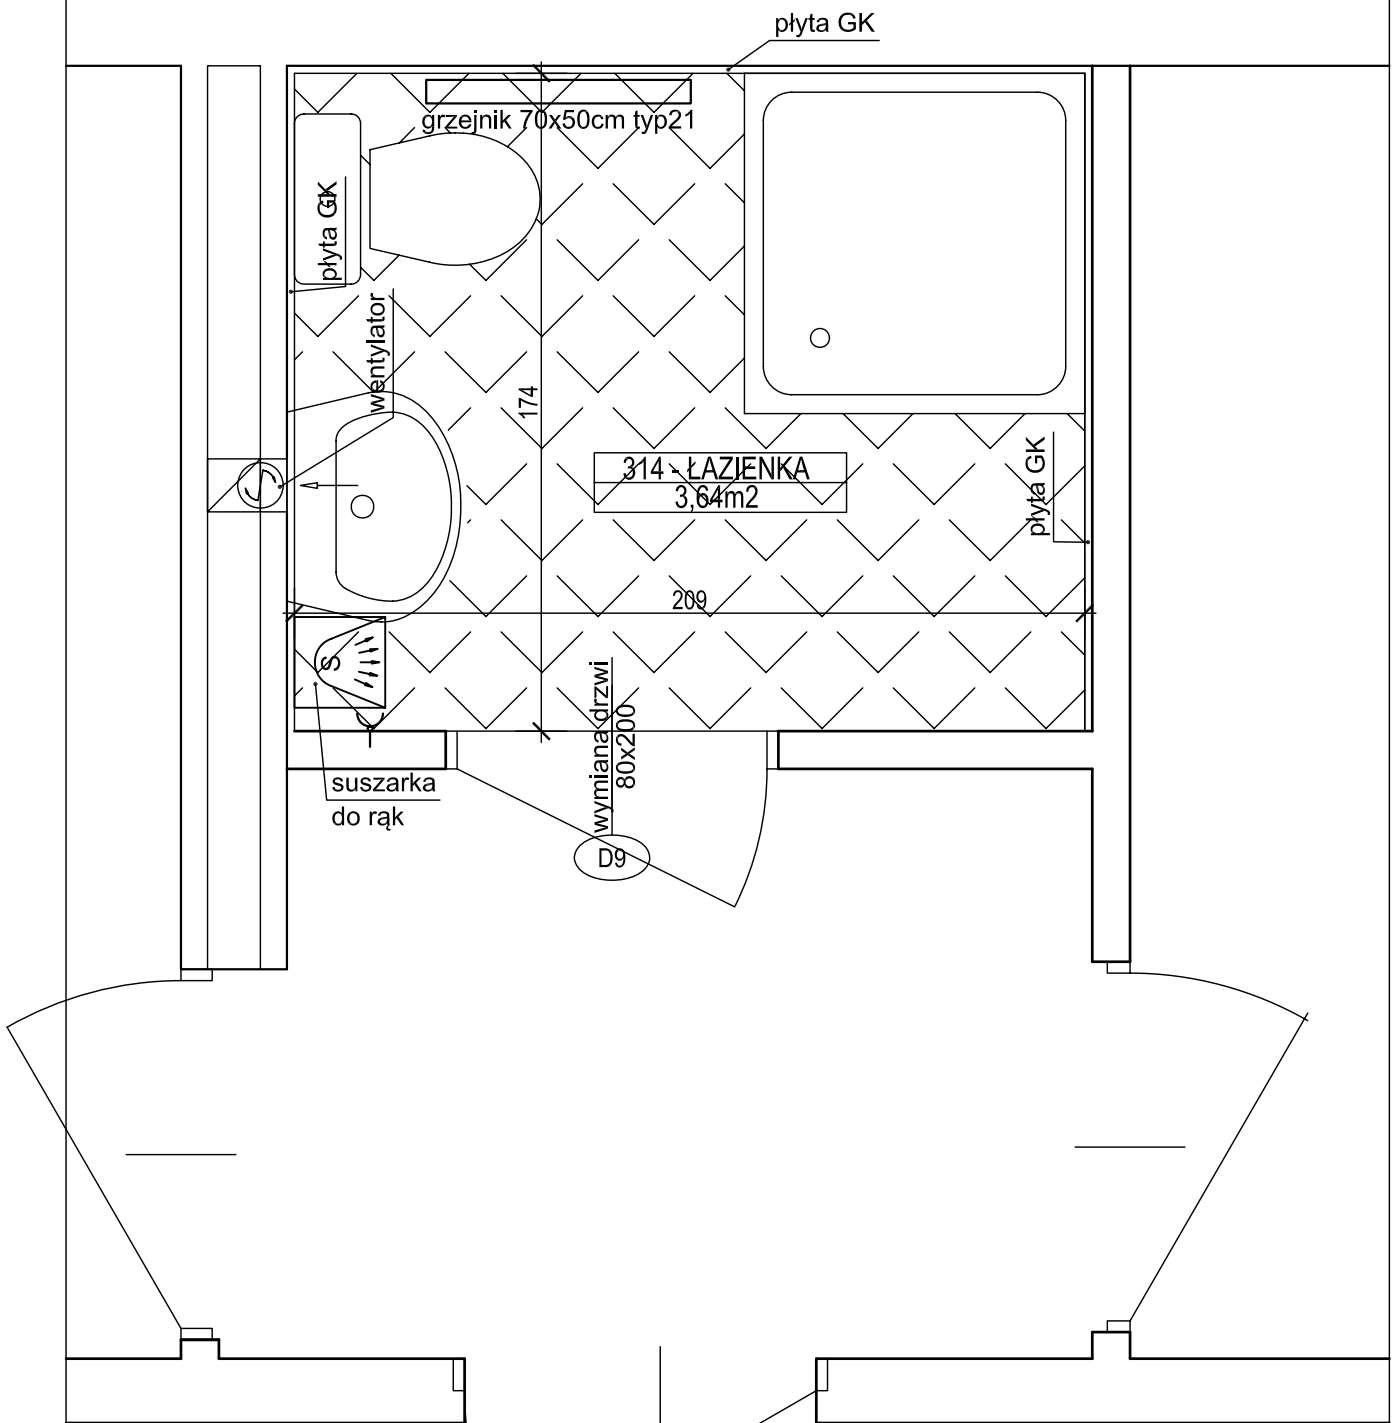 płyta GK
grzejnik 70x50cm typ21
płyta GK
wentylator
174
314 - ŁAZIENKA
3,64m2
płyta GK
209
S
wymiana drzwi
80x200
suszarka
do rąk
D9